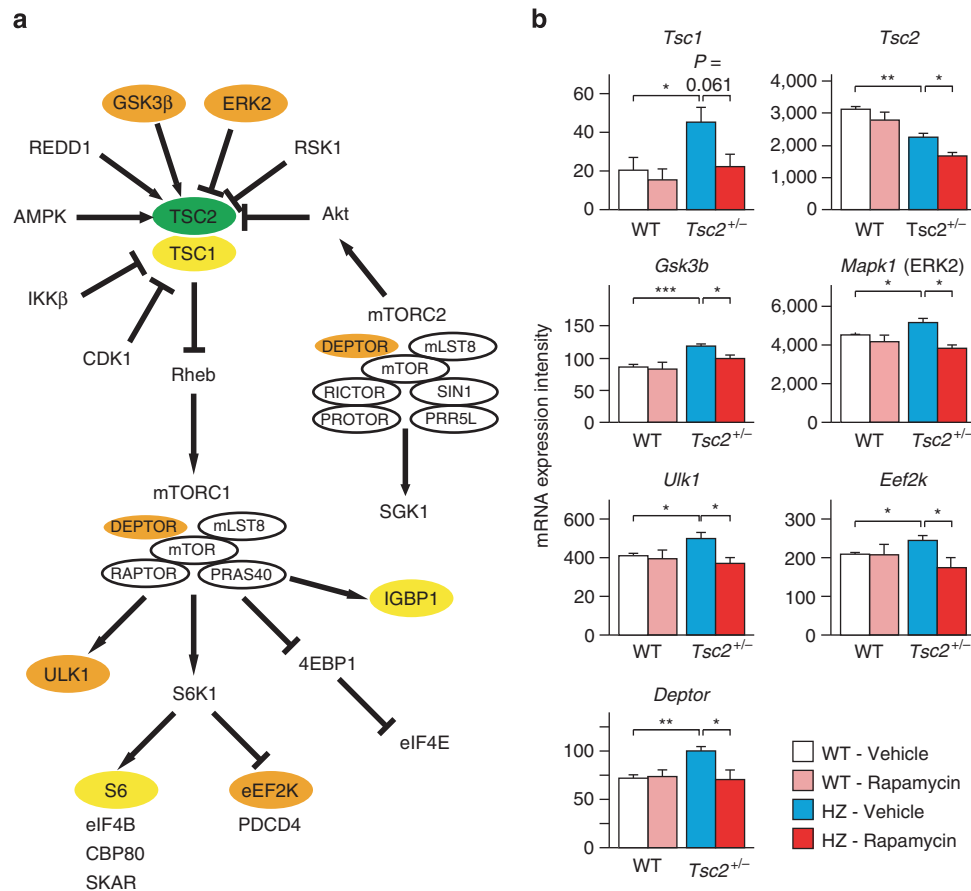 a
GSK3β
ERK2
REDD1
RSK1
AMPK
TSC2
Akt
TSC1
IKKβ
CDK1
mTORC2
Rheb
DEPTOR
mLST8
mTOR
RICTOR
SIN1
PROTOR
PRR5L
mTORC1
SGK1
DEPTOR
mLST8
mTOR
RAPTOR
PRAS40
IGBP1
ULK1
4EBP1
S6K1
eIF4E
S6
eEF2K
eIF4B
PDCD4
CBP80
SKAR
b
mRNA expression intensity
Tsc1
P =
0.061
*
60
40
20
0
WT
Tsc2+/–
Tsc2
**
*
4,000
3,000
2,000
1,000
0
WT
Tsc2+/–
Gsk3b
***
*
150
100
50
0
WT
Tsc2+/–
Mapk1 (ERK2)
*
*
6,000
4,000
2,000
0
WT
Tsc2+/–
Ulk1
*
*
600
400
200
0
WT
Tsc2+/–
Eef2k
*
*
300
200
100
0
WT
Tsc2+/–
Deptor
**
*
100
75
50
0
WT
Tsc2+/–
WT - Vehicle
WT - Rapamycin
HZ - Vehicle
HZ - Rapamycin